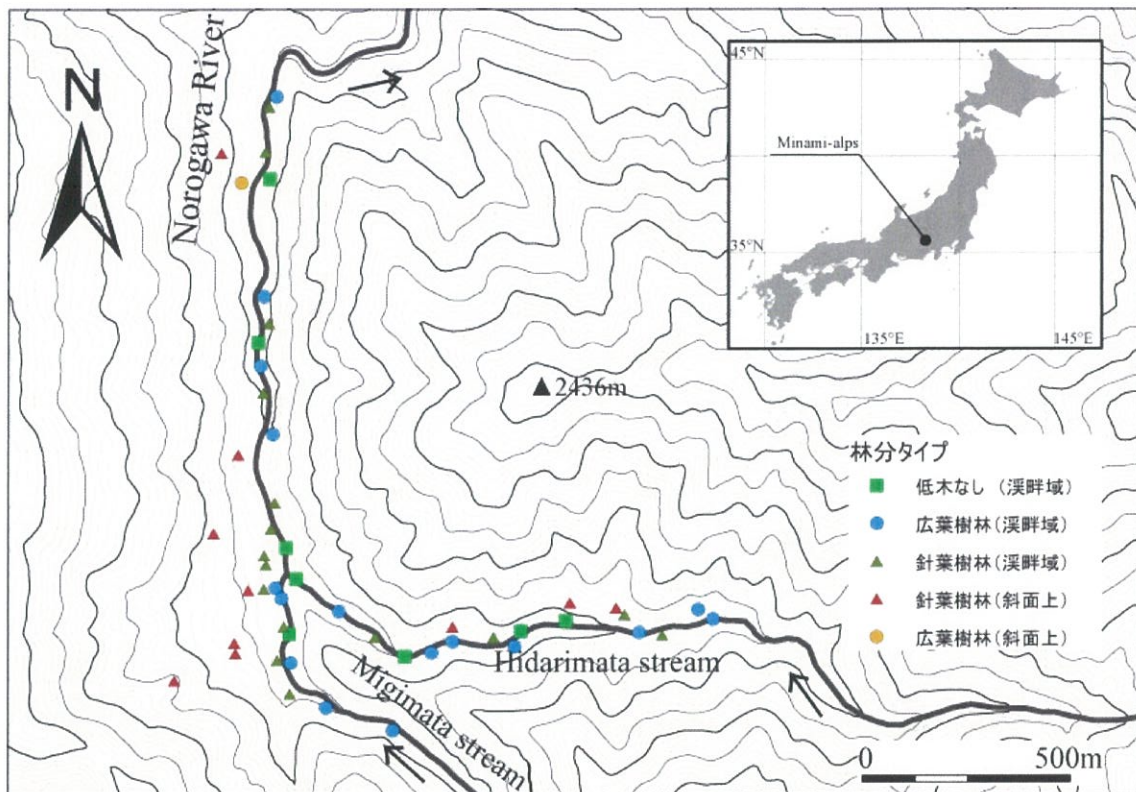 N
Norogawa River
45°N
Minami-alps
35°N
135°E
145°E
2436m
林分タイプ
低木なし （渓畔域）
広葉樹林（渓畔域）
針葉樹林（渓畔域）
針葉樹林（斜面上）
広葉樹林（斜面上）
Hidarimata stream
Migimata stream
0
500m